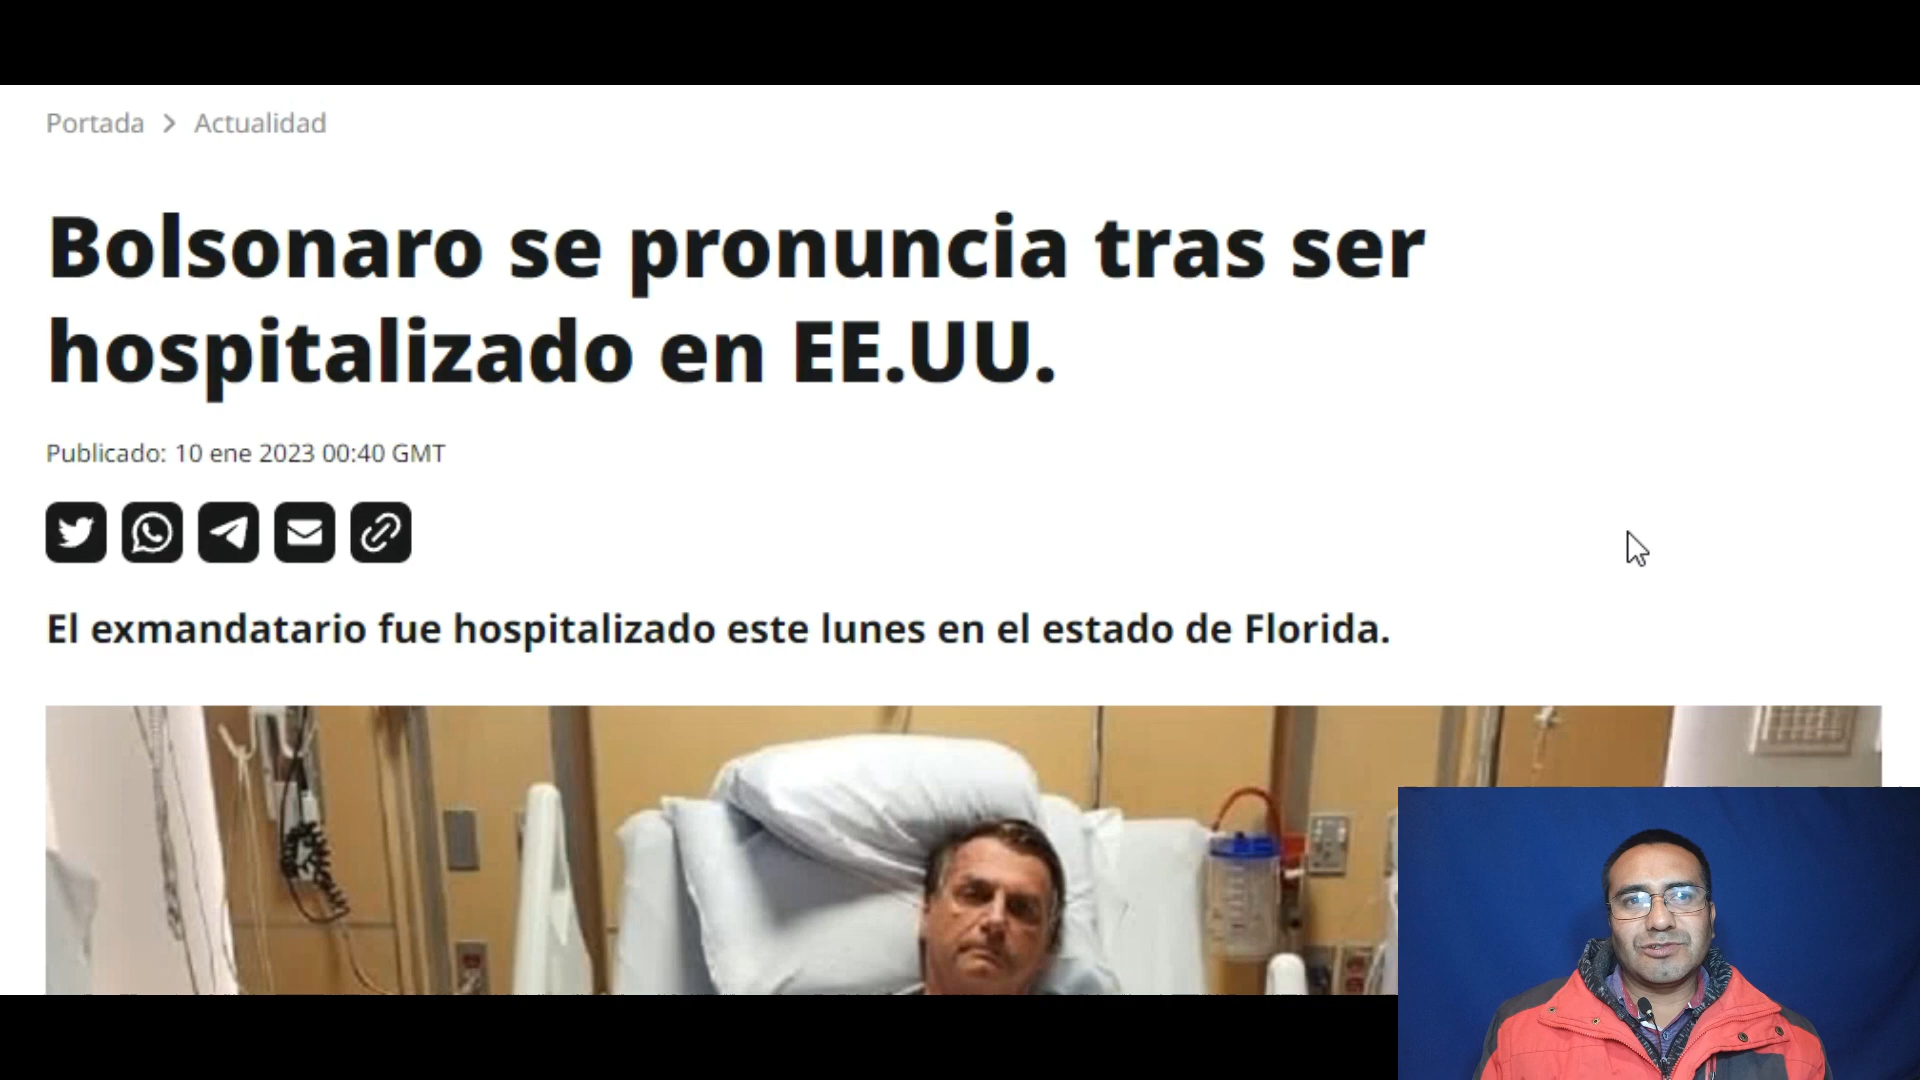 Portada > Actualidad
Bolsonaro se pronuncia tras ser
hospitalizado en EE.UU.
Publicado: 10 ene 2023 00:40 GMT
El exmandatario fue hospitalizado este lunes en el estado de Florida.